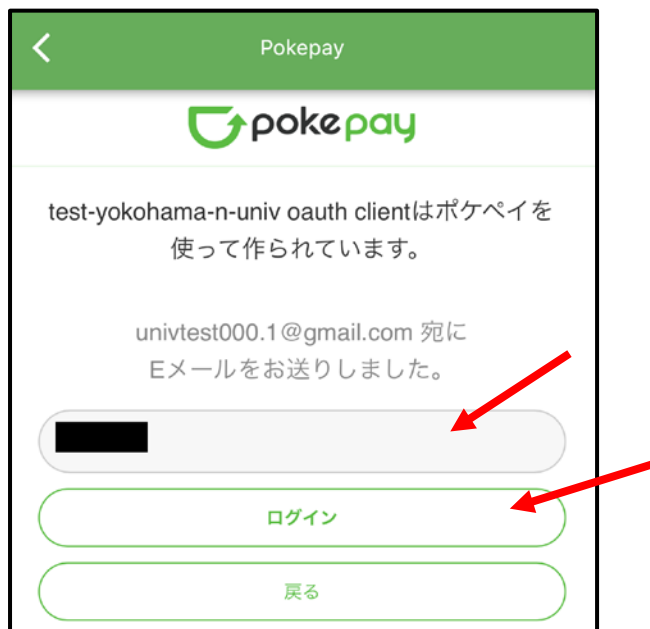 Pokepay
pokepay
test-yokohama-n-univ oauth clientはポケペイを
使って作られています。
univtest000.1@gmail.com 宛に
Eメールをお送りしました。
ログイン
戻る